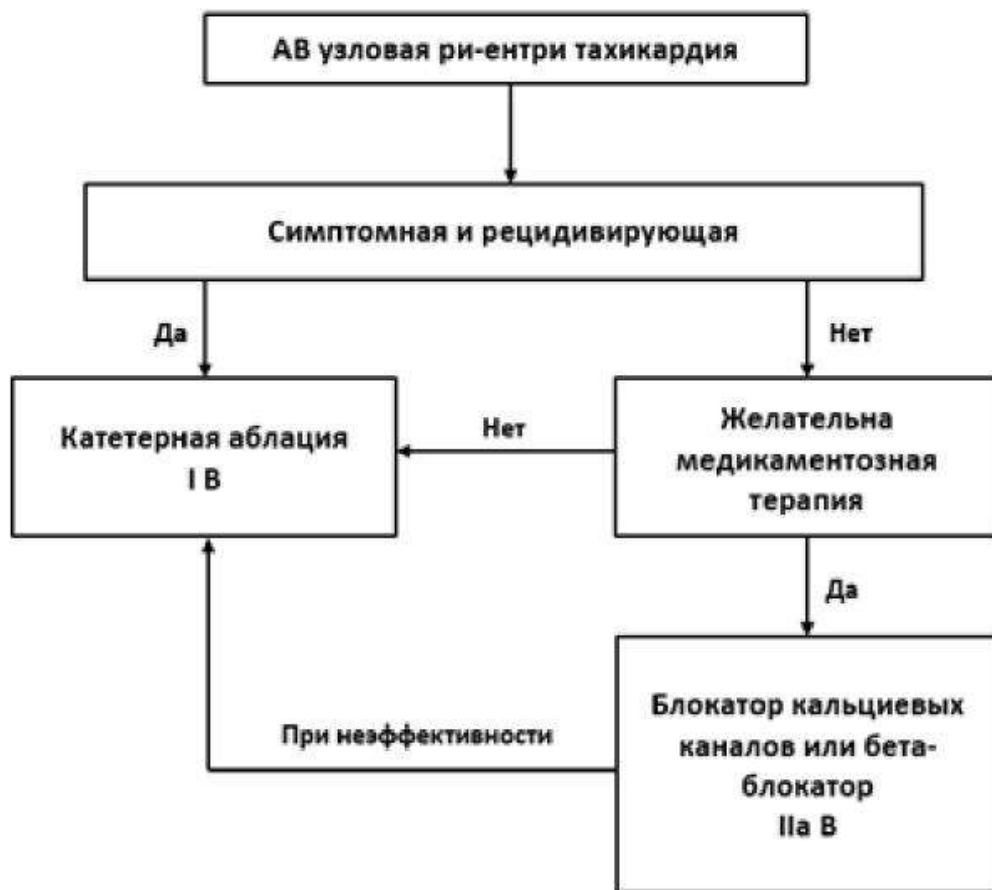 АВ узловая ри-ентри тахикардия
Симптомная и рецидивирующая
Да
Нет
Катетерная аблация
I B
Нет
Желательна
медикаментозная
терапия
Да
Блокатор кальциевых
каналов или бета-
блокатор
IIa B
При неэффективности